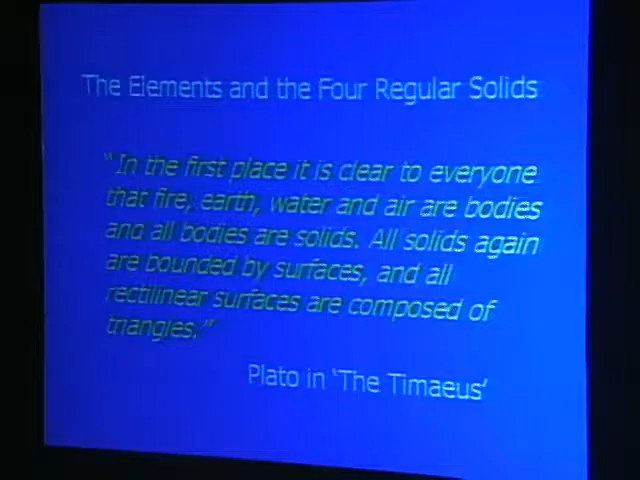 The Elements and the Four Regular Solids
"In the first place it is clear to everyone
that fire, earth, water and air are bodies
and all bodies are solids. All solids again
are bounded by surfaces, and all
rectilinear surfaces are composed of
triangles."
Plato in 'The Timaeus'